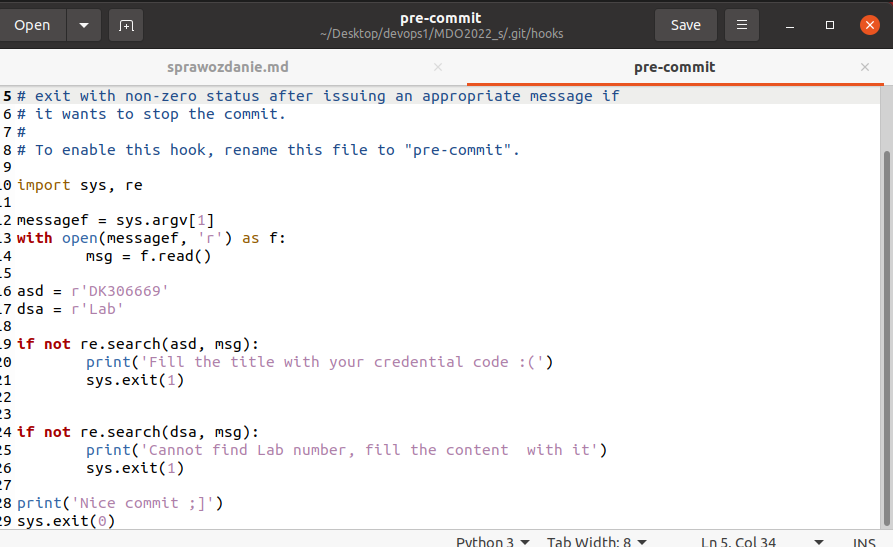 Open
pre-commit
~/Desktop/devops1/MDO2022_s/.git/hooks
Save
sprawozdanie.md
pre-commit
5 # exit with non-zero status after issuing an appropriate message if
6 # it wants to stop the commit.
7 #
8 # To enable this hook, rename this file to "pre-commit".
9
10 import sys, re
11
12 messagef = sys.argv[1]
13 with open(messagef, 'r') as f:
14         msg = f.read()
15
16 asd = r'DK306669'
17 dsa = r'Lab'
18
19 if not re.search(asd, msg):
20         print('Fill the title with your credential code :(')
21         sys.exit(1)
22
23
24 if not re.search(dsa, msg):
25         print('Cannot find Lab number, fill the content  with it')
26         sys.exit(1)
27
28 print('Nice commit ;]')
29 sys.exit(0)
Python 3 Tab Width: 8 Ln 5, Col 34 INS